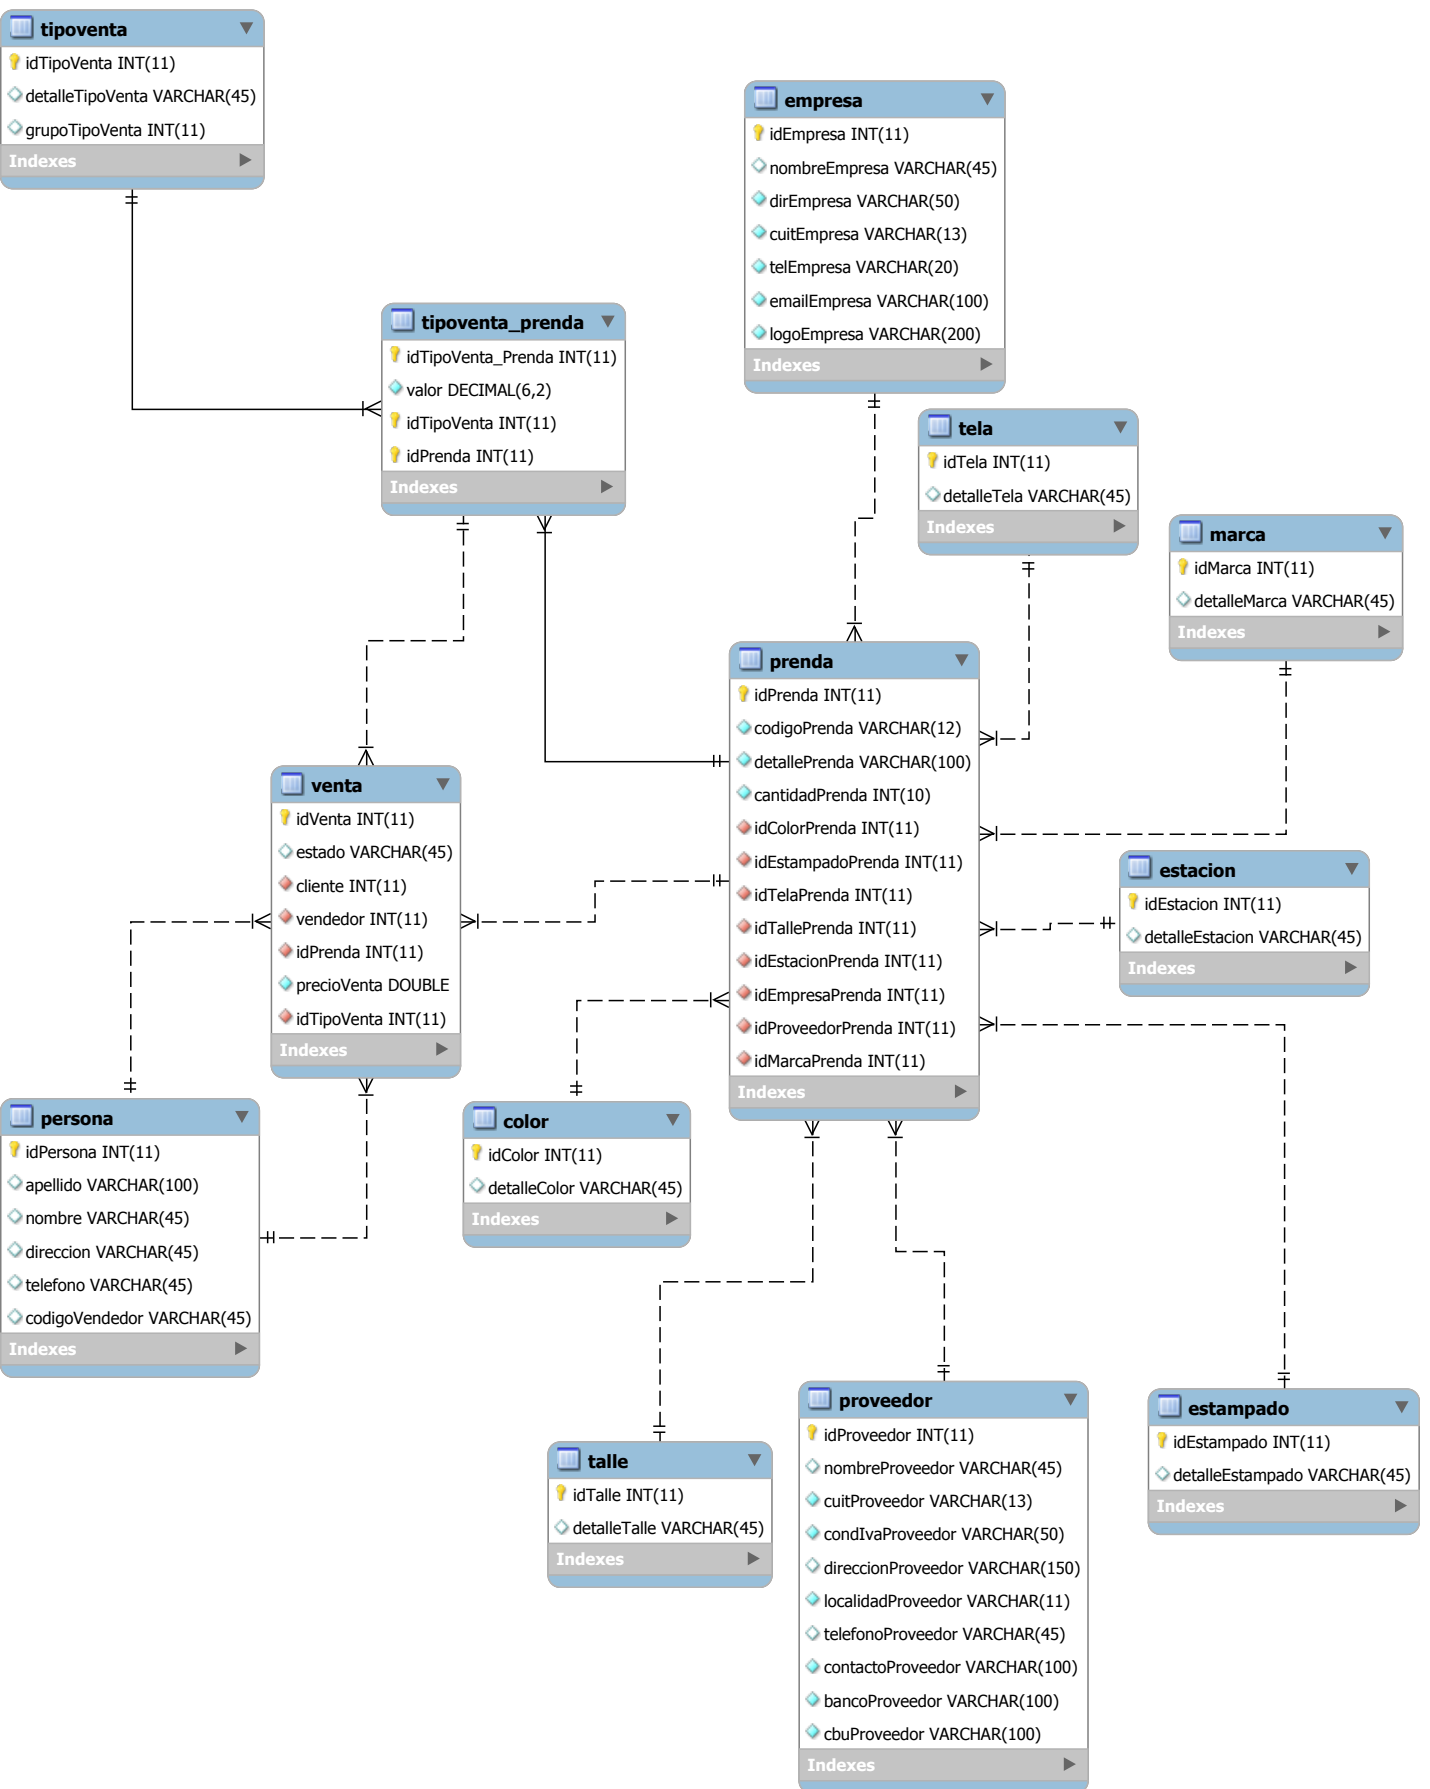 tipoventa
idTipoVenta INT(11)
detalleTipoVenta VARCHAR(45)
grupoTipoVenta INT(11)
Indexes
empresa
idEmpresa INT(11)
nombreEmpresa VARCHAR(45)
dirEmpresa VARCHAR(50)
cuitEmpresa VARCHAR(13)
telEmpresa VARCHAR(20)
emailEmpresa VARCHAR(100)
logoEmpresa VARCHAR(200)
Indexes
tipoventa_prenda
idTipoVenta_Prenda INT(11)
valor DECIMAL(6,2)
idTipoVenta INT(11)
idPrenda INT(11)
Indexes
tela
idTela INT(11)
detalleTela VARCHAR(45)
Indexes
marca
idMarca INT(11)
detalleMarca VARCHAR(45)
Indexes
prenda
idPrenda INT(11)
codigoPrenda VARCHAR(12)
detallePrenda VARCHAR(100)
cantidadPrenda INT(10)
idColorPrenda INT(11)
idEstampadoPrenda INT(11)
idTelaPrenda INT(11)
idTallePrenda INT(11)
idEstacionPrenda INT(11)
idEmpresaPrenda INT(11)
idProveedorPrenda INT(11)
idMarcaPrenda INT(11)
Indexes
venta
idVenta INT(11)
estado VARCHAR(45)
cliente INT(11)
vendedor INT(11)
idPrenda INT(11)
precioVenta DOUBLE
idTipoVenta INT(11)
Indexes
estacion
idEstacion INT(11)
detalleEstacion VARCHAR(45)
Indexes
persona
idPersona INT(11)
apellido VARCHAR(100)
nombre VARCHAR(45)
direccion VARCHAR(45)
telefono VARCHAR(45)
codigoVendedor VARCHAR(45)
Indexes
color
idColor INT(11)
detalleColor VARCHAR(45)
Indexes
talle
idTalle INT(11)
detalleTalle VARCHAR(45)
Indexes
proveedor
idProveedor INT(11)
nombreProveedor VARCHAR(45)
cuitProveedor VARCHAR(13)
condIvaProveedor VARCHAR(50)
direccionProveedor VARCHAR(150)
localidadProveedor VARCHAR(11)
telefonoProveedor VARCHAR(45)
contactoProveedor VARCHAR(100)
bancoProveedor VARCHAR(100)
cbuProveedor VARCHAR(100)
Indexes
estampado
idEstampado INT(11)
detalleEstampado VARCHAR(45)
Indexes